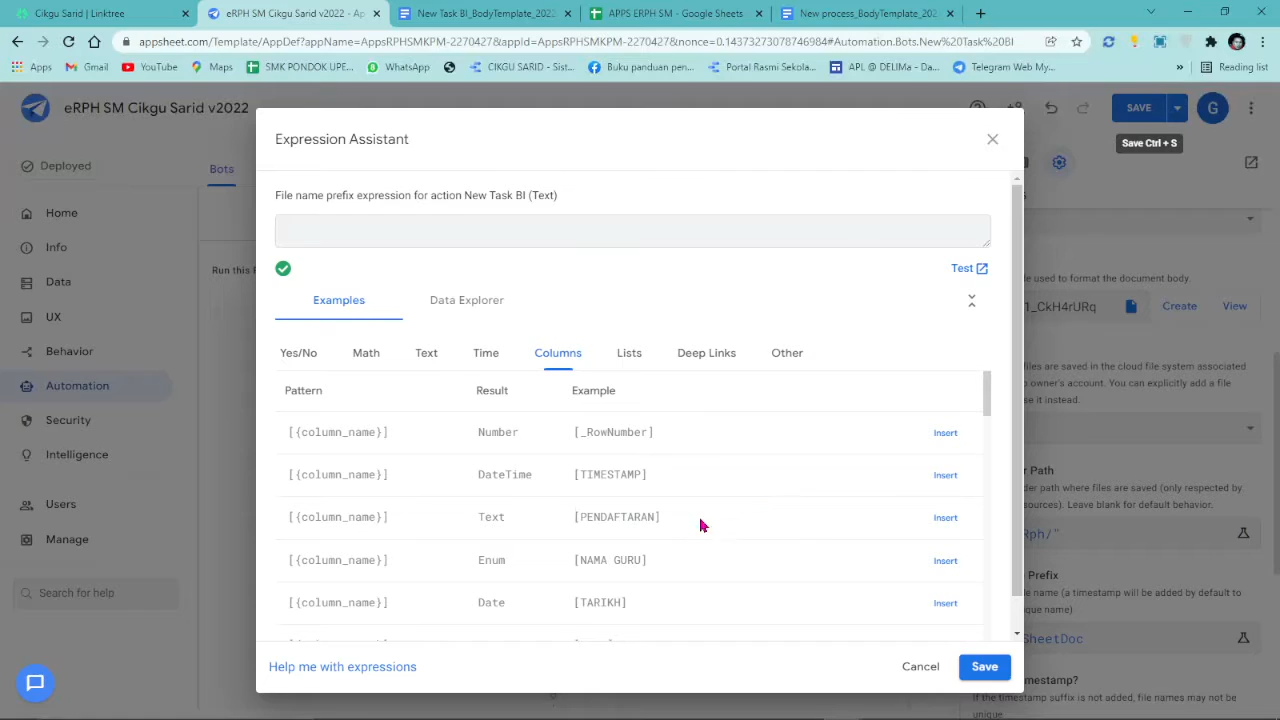 Cikgu Sarid | Linktree
eRPH SM Cikgu Sarid v2022 - Ap
New Task BI_BodyTemplate_2022
APPS ERPH SM - Google Sheets
New process_BodyTemplate_202
appsheet.com/Template/AppDef?appName=AppsRPHSMKPM-2270427&appId=AppsRPHSMKPM-2270427&nonce=0.14373273078746984#Automation.Bots.New%20Task%20BI
Apps
Gmail
YouTube
Maps
SMK PONDOK UPE...
WhatsApp
CIKGU SARID - Sist...
Buku panduan pen...
Portal Rasmi Sekola...
APL @ DELIMa - Da...
Telegram Web My...
»
Reading list
eRPH SM Cikgu Sarid v2022
SAVE
G
Save Ctrl + S
Deployed
Bots
Home
Info
Data
UX
Behavior
Automation
Security
Intelligence
Users
Manage
Search for help
Run this
Expression Assistant
File name prefix expression for action New Task BI (Text)
Test
Examples
Data Explorer
Yes/No
Math
Text
Time
Columns
Lists
Deep Links
Other
Pattern
Result
Example
[{column_name}]
Number
[_RowNumber]
Insert
[{column_name}]
DateTime
[TIMESTAMP]
Insert
[{column_name}]
Text
[PENDAFTARAN]
Insert
[{column_name}]
Enum
[NAMA GURU]
Insert
[{column_name}]
Date
[TARIKH]
Insert
Help me with expressions
Cancel
Save
le used to format the document body.
1_CkH4rURq
Create
View
iles are saved in the cloud file system associated
owner's account. You can explicitly add a file
se it instead.
r Path
der path where files are saved (only respected by
ources). Leave blank for default behavior.
Rph/"
Prefix
le name (a timestamp will be added by default to
ique name)
SheetDoc
mestamp?
If the timestamp suffix is not added, file names may not be
unique